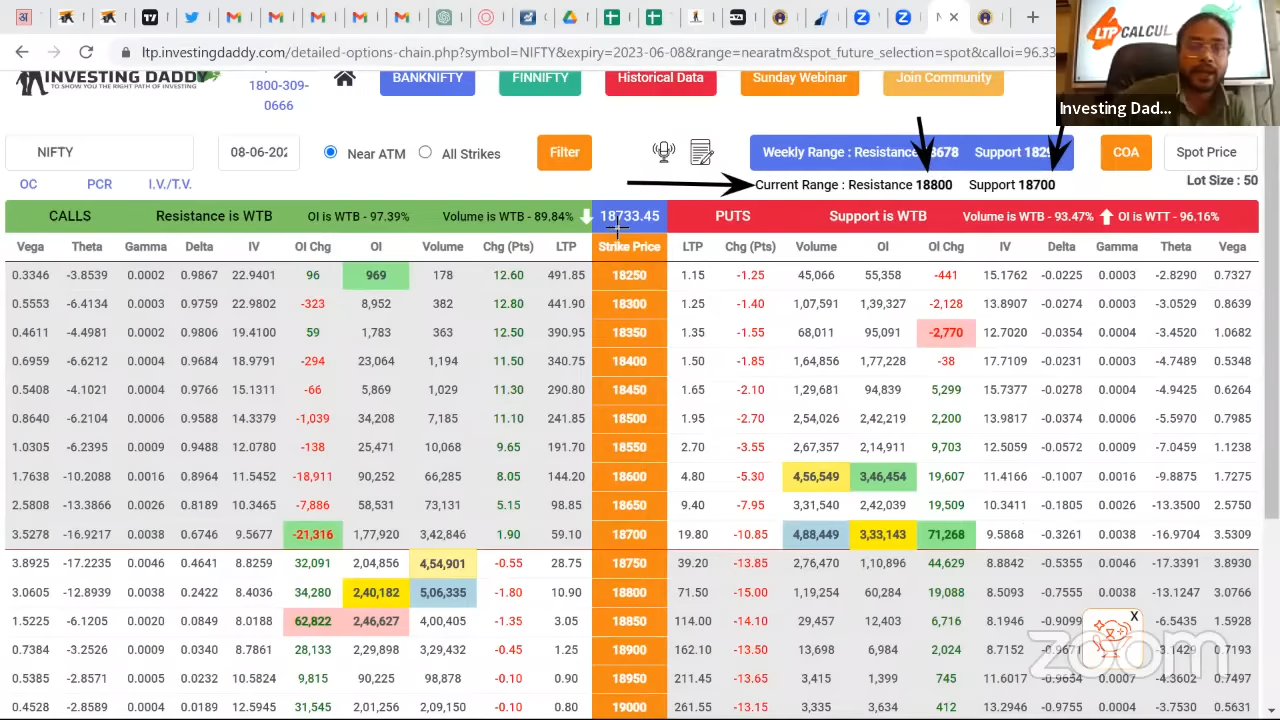 ltp.investingdaddy.com/detailed-options-chain.php?symbol=NIFTY&expiry=2023-06-08&range=nearatm&spot_future_selection=spot&calloi=96.33
LTP CALCUL
Investing Dad...
INVESTING DADDY
TO SHOW YOU THE RIGHT PATH OF INVESTING
1800-309-
0666
BANKNIFTY
FINNIFTY
Historical Data
Sunday Webinar
Join Community
NIFTY
08-06-202
Near ATM
All Strikes
Filter
Weekly Range : Resistance 8678 Support 1829
COA
Spot Price
OC PCR I.V./T.V.
Current Range : Resistance 18800 Support 18700
Lot Size : 50
CALLS Resistance is WTB OI is WTB - 97.39% Volume is WTB - 89.84% 18733.45 PUTS Support is WTB Volume is WTB - 93.47% OI is WTT - 96.16%
Vega Theta Gamma Delta IV OI Chg OI Volume Chg (Pts) LTP Strike Price LTP Chg (Pts) Volume OI OI Chg IV Delta Gamma Theta Vega
0.3346 -3.8539 0.0002 0.9867 22.9401 96 969 178 12.60 491.85 18250 1.15 -1.25 45,066 55,358 -441 15.1762 -0.0225 0.0003 -2.8290 0.7327
0.5553 -6.4134 0.0003 0.9759 22.9802 -323 8,952 382 12.80 441.90 18300 1.25 -1.40 1,07,591 1,39,327 -2,128 13.8907 0.0274 0.0003 -3.0529 0.8639
0.4611 -4.4981 0.0002 0.9806 19.4100 59 1,783 363 12.50 390.95 18350 1.35 -1.55 68,011 95,091 -2,770 12.7020 0.0354 0.0004 -3.4520 1.0682
0.6959 -6.6212 0.0004 0.9684 18.9791 -294 23,064 1,194 11.50 340.75 18400 1.50 -1.85 1,64,856 1,77,228 -38 17.7109 0.0231 0.0003 -4.7489 0.5348
0.5408 -4.1021 0.0004 0.9766 15.1311 -66 5,869 1,029 11.30 290.80 18450 1.65 -2.10 1,29,681 94,839 5,299 15.7377 0.0278 0.0004 -4.9425 0.6264
0.8640 -6.2104 0.0006 0.9588 14.3379 -1,039 34,208 7,185 11.10 241.85 18500 1.95 -2.70 2,54,026 2,42,219 2,200 13.9817 0.0374 0.0006 -5.5970 0.7985
1.0305 -6.2395 0.0009 0.9488 12.0780 -138 25,471 10,068 9.65 191.70 18550 2.70 -3.55 2,67,357 2,14,911 9,703 12.5059 0.0572 0.0009 -7.0459 1.1238
1.7638 -10.2088 0.0016 0.8964 11.5452 -18,911 90,252 66,285 8.05 144.20 18600 4.80 -5.30 4,56,549 3,46,454 19,607 11.4166 -0.1007 0.0016 -9.8875 1.7275
2.5808 -13.3866 0.0026 0.8169 10.3465 -7,886 58,531 73,131 5.15 98.85 18650 9.40 -7.95 3,31,540 2,42,039 19,509 10.3411 -0.1805 0.0026 -13.3500 2.5750
3.5278 -16.9217 0.0038 0.6746 9.5677 -21,316 1,77,920 3,42,846 1.90 59.10 18700 19.80 -10.85 4,88,449 3,33,143 71,268 9.5868 0.3261 0.0038 -16.9704 3.5309
3.8925 -17.2235 0.0046 0.4641 8.8259 32,091 2,04,856 4,54,901 -0.55 28.75 18750 39.20 -13.85 2,76,470 1,10,896 44,629 8.8842 0.5355 0.0046 -17.3391 3.8930
3.0605 -12.8939 0.0038 0.2422 8.4036 34,280 2,40,182 5,06,335 -1.80 10.90 18800 71.50 -15.00 1,19,254 60,284 19,088 8.5093 0.7555 0.0038 -13.1247 3.0766
1.5225 -6.1205 0.0020 0.0849 8.0188 62,822 2,46,627 4,00,405 -1.35 3.05 18850 114.00 -14.10 29,457 12,403 6,716 8.1946 -0.9099 -6.5435 1.5928
X
0.7384 -3.2526 0.0009 0.0340 8.7861 28,133 2,29,698 3,29,432 -0.45 1.25 18900 162.10 -13.50 13,698 6,984 2,024 8.7152 0.9671 -3.1429 0.7193
zoom
0.5385 -2.8571 0.0005 0.0232 0.5824 9,815 90,225 98,878 -0.10 0.90 18950 211.45 -13.65 3,415 1,399 745 11.6017 0.9654 0.0007 -4.3602 0.7497
0.4528 -2.8589 0.0004 0.0189 12.5945 31,545 2,01,256 2,09,150 -0.10 0.80 19000 261.55 -13.15 3,335 3,634 412 13.2946 -0.9755 0.0004 -3.8064 0.5631